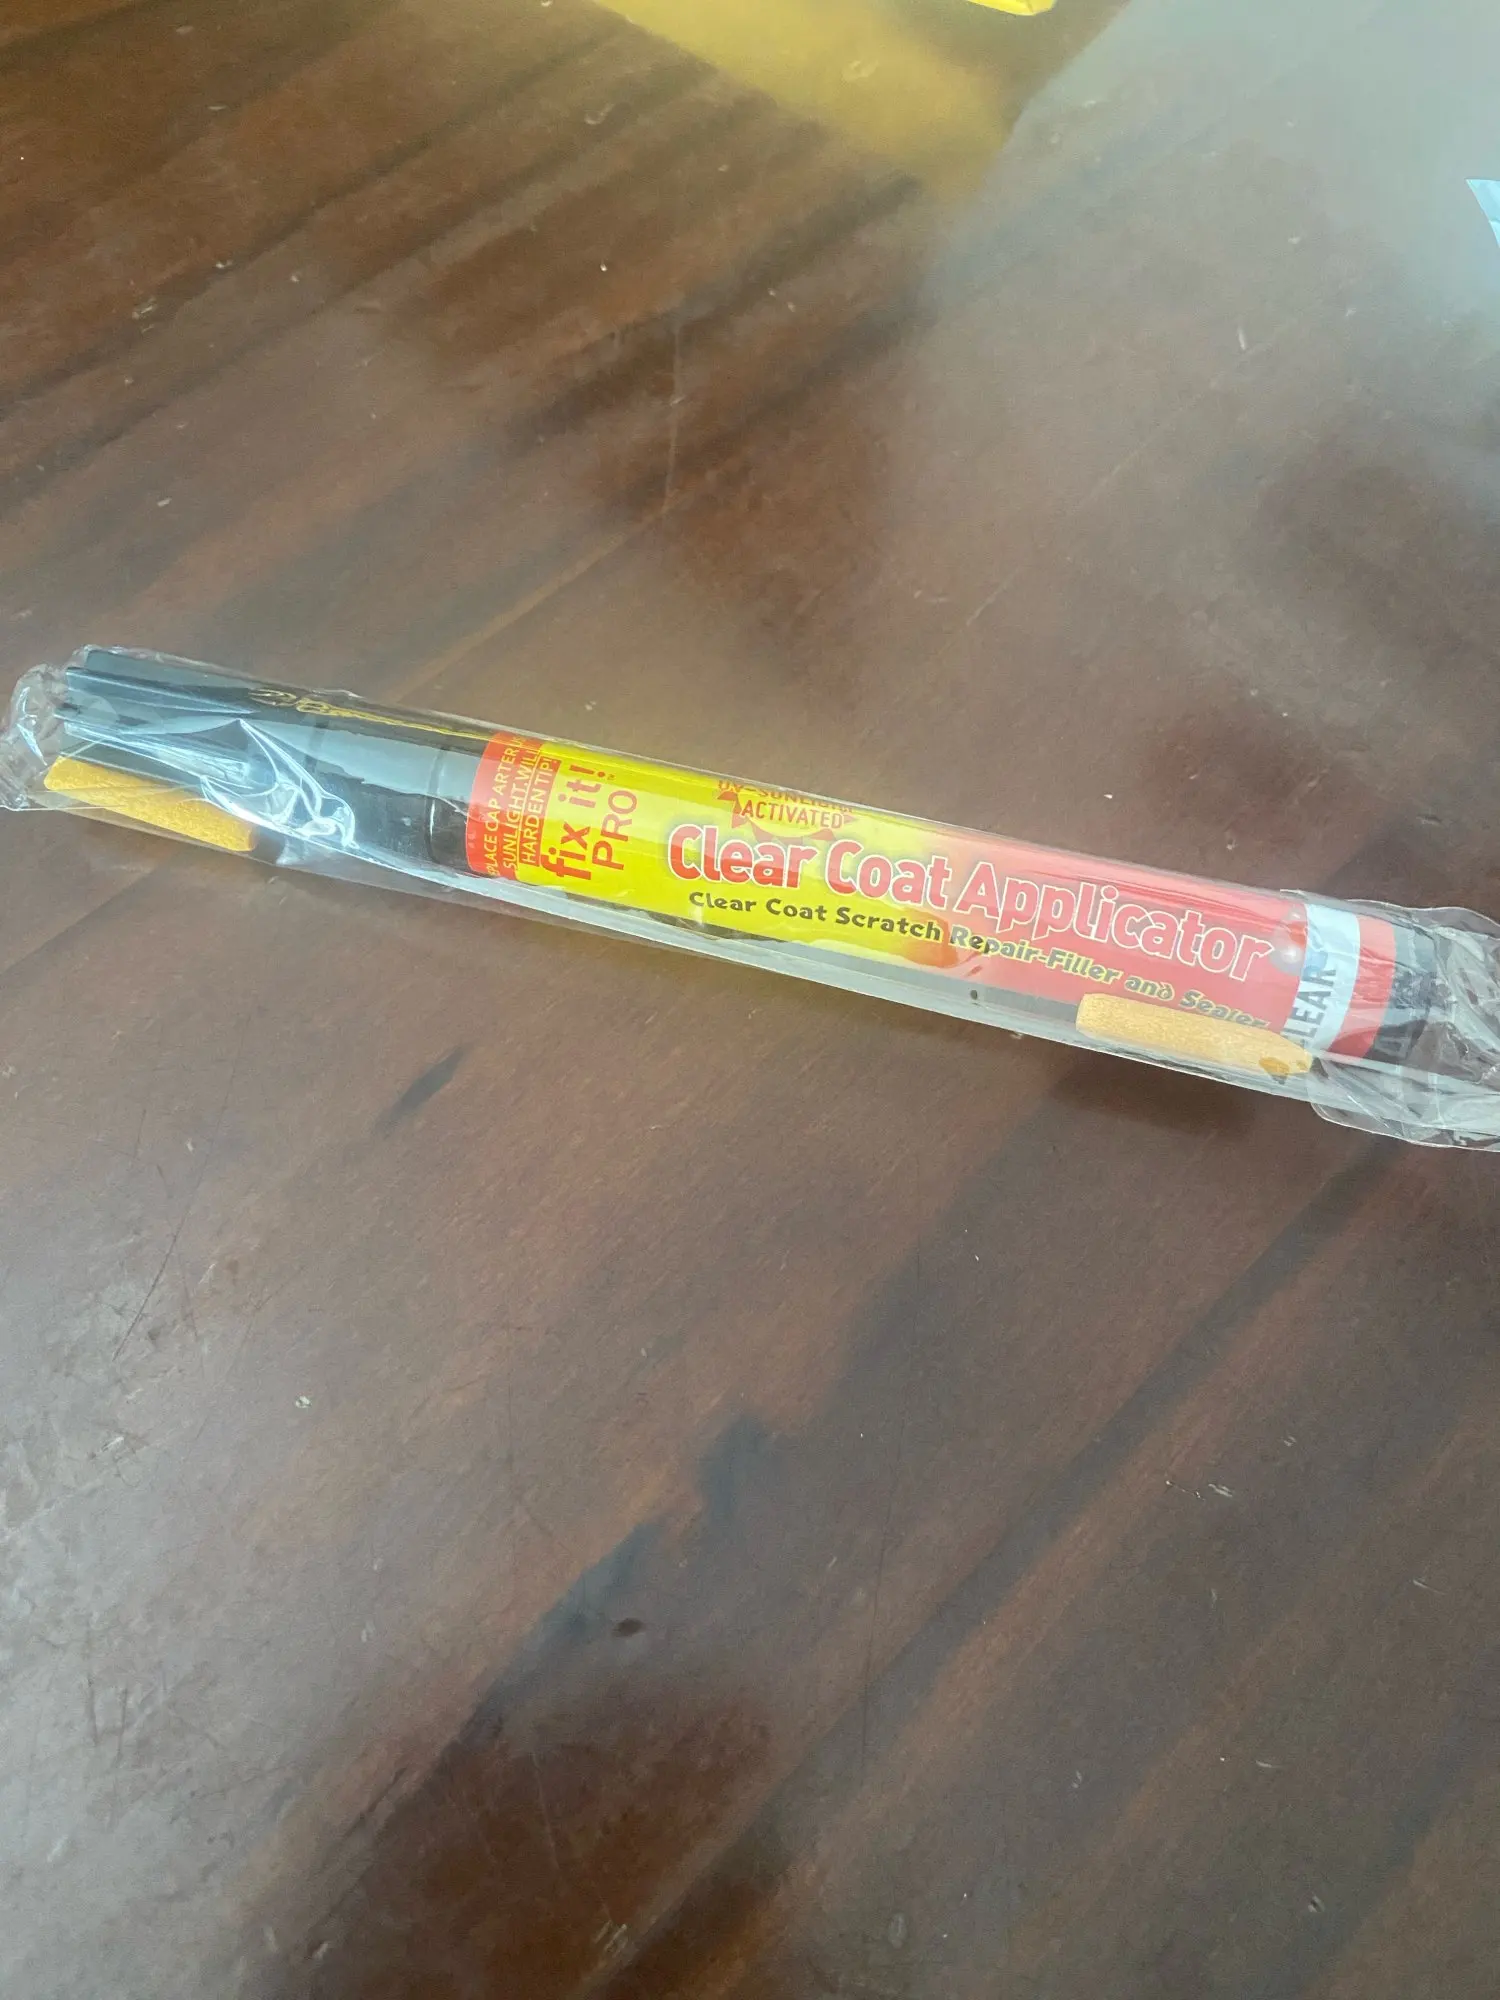 SUNLIGHT.WILL
HARDEN TIP!
fix it!
PRO
ACTIVATED
Clear Coat Applicator
Clear Coat Scratch Repair-Filler and Sealer